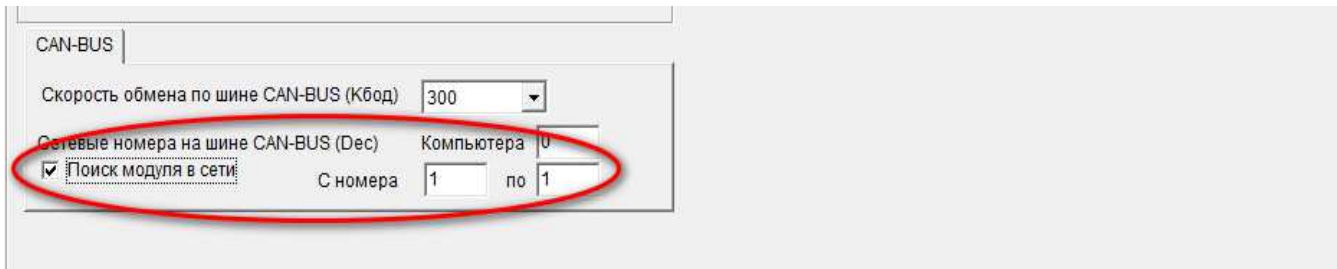 CAN-BUS
Скорость обмена по шине CAN-BUS (Кбод) 300
Сетевые номера на шине CAN-BUS (Dec) Компьютера 0
Поиск модуля в сети С номера 1 по 1